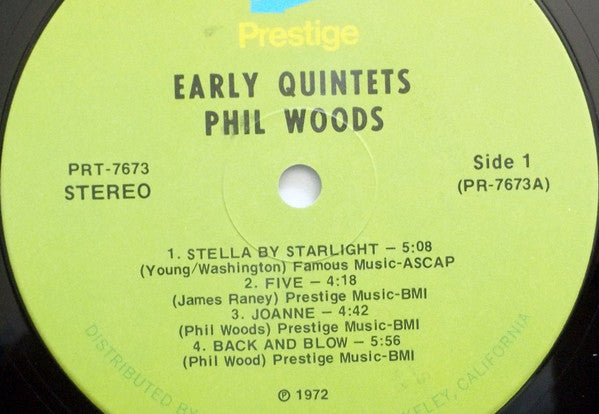 Prestige
EARLY QUINTETS
PHIL WOODS
PRT-7673
STEREO
Side 1
(PR-7673A)
1. STELLA BY STARLIGHT – 5:08
(Young/Washington) Famous Music-ASCAP
2. FIVE – 4:18
(James Raney) Prestige Music-BMI
3. JOANNE – 4:42
(Phil Woods) Prestige Music-BMI
4. BACK AND BLOW – 5:56
(Phil Wood) Prestige Music-BMI
℗ 1972
DISTRIBUTED BY
ELEY, CALIFORNIA